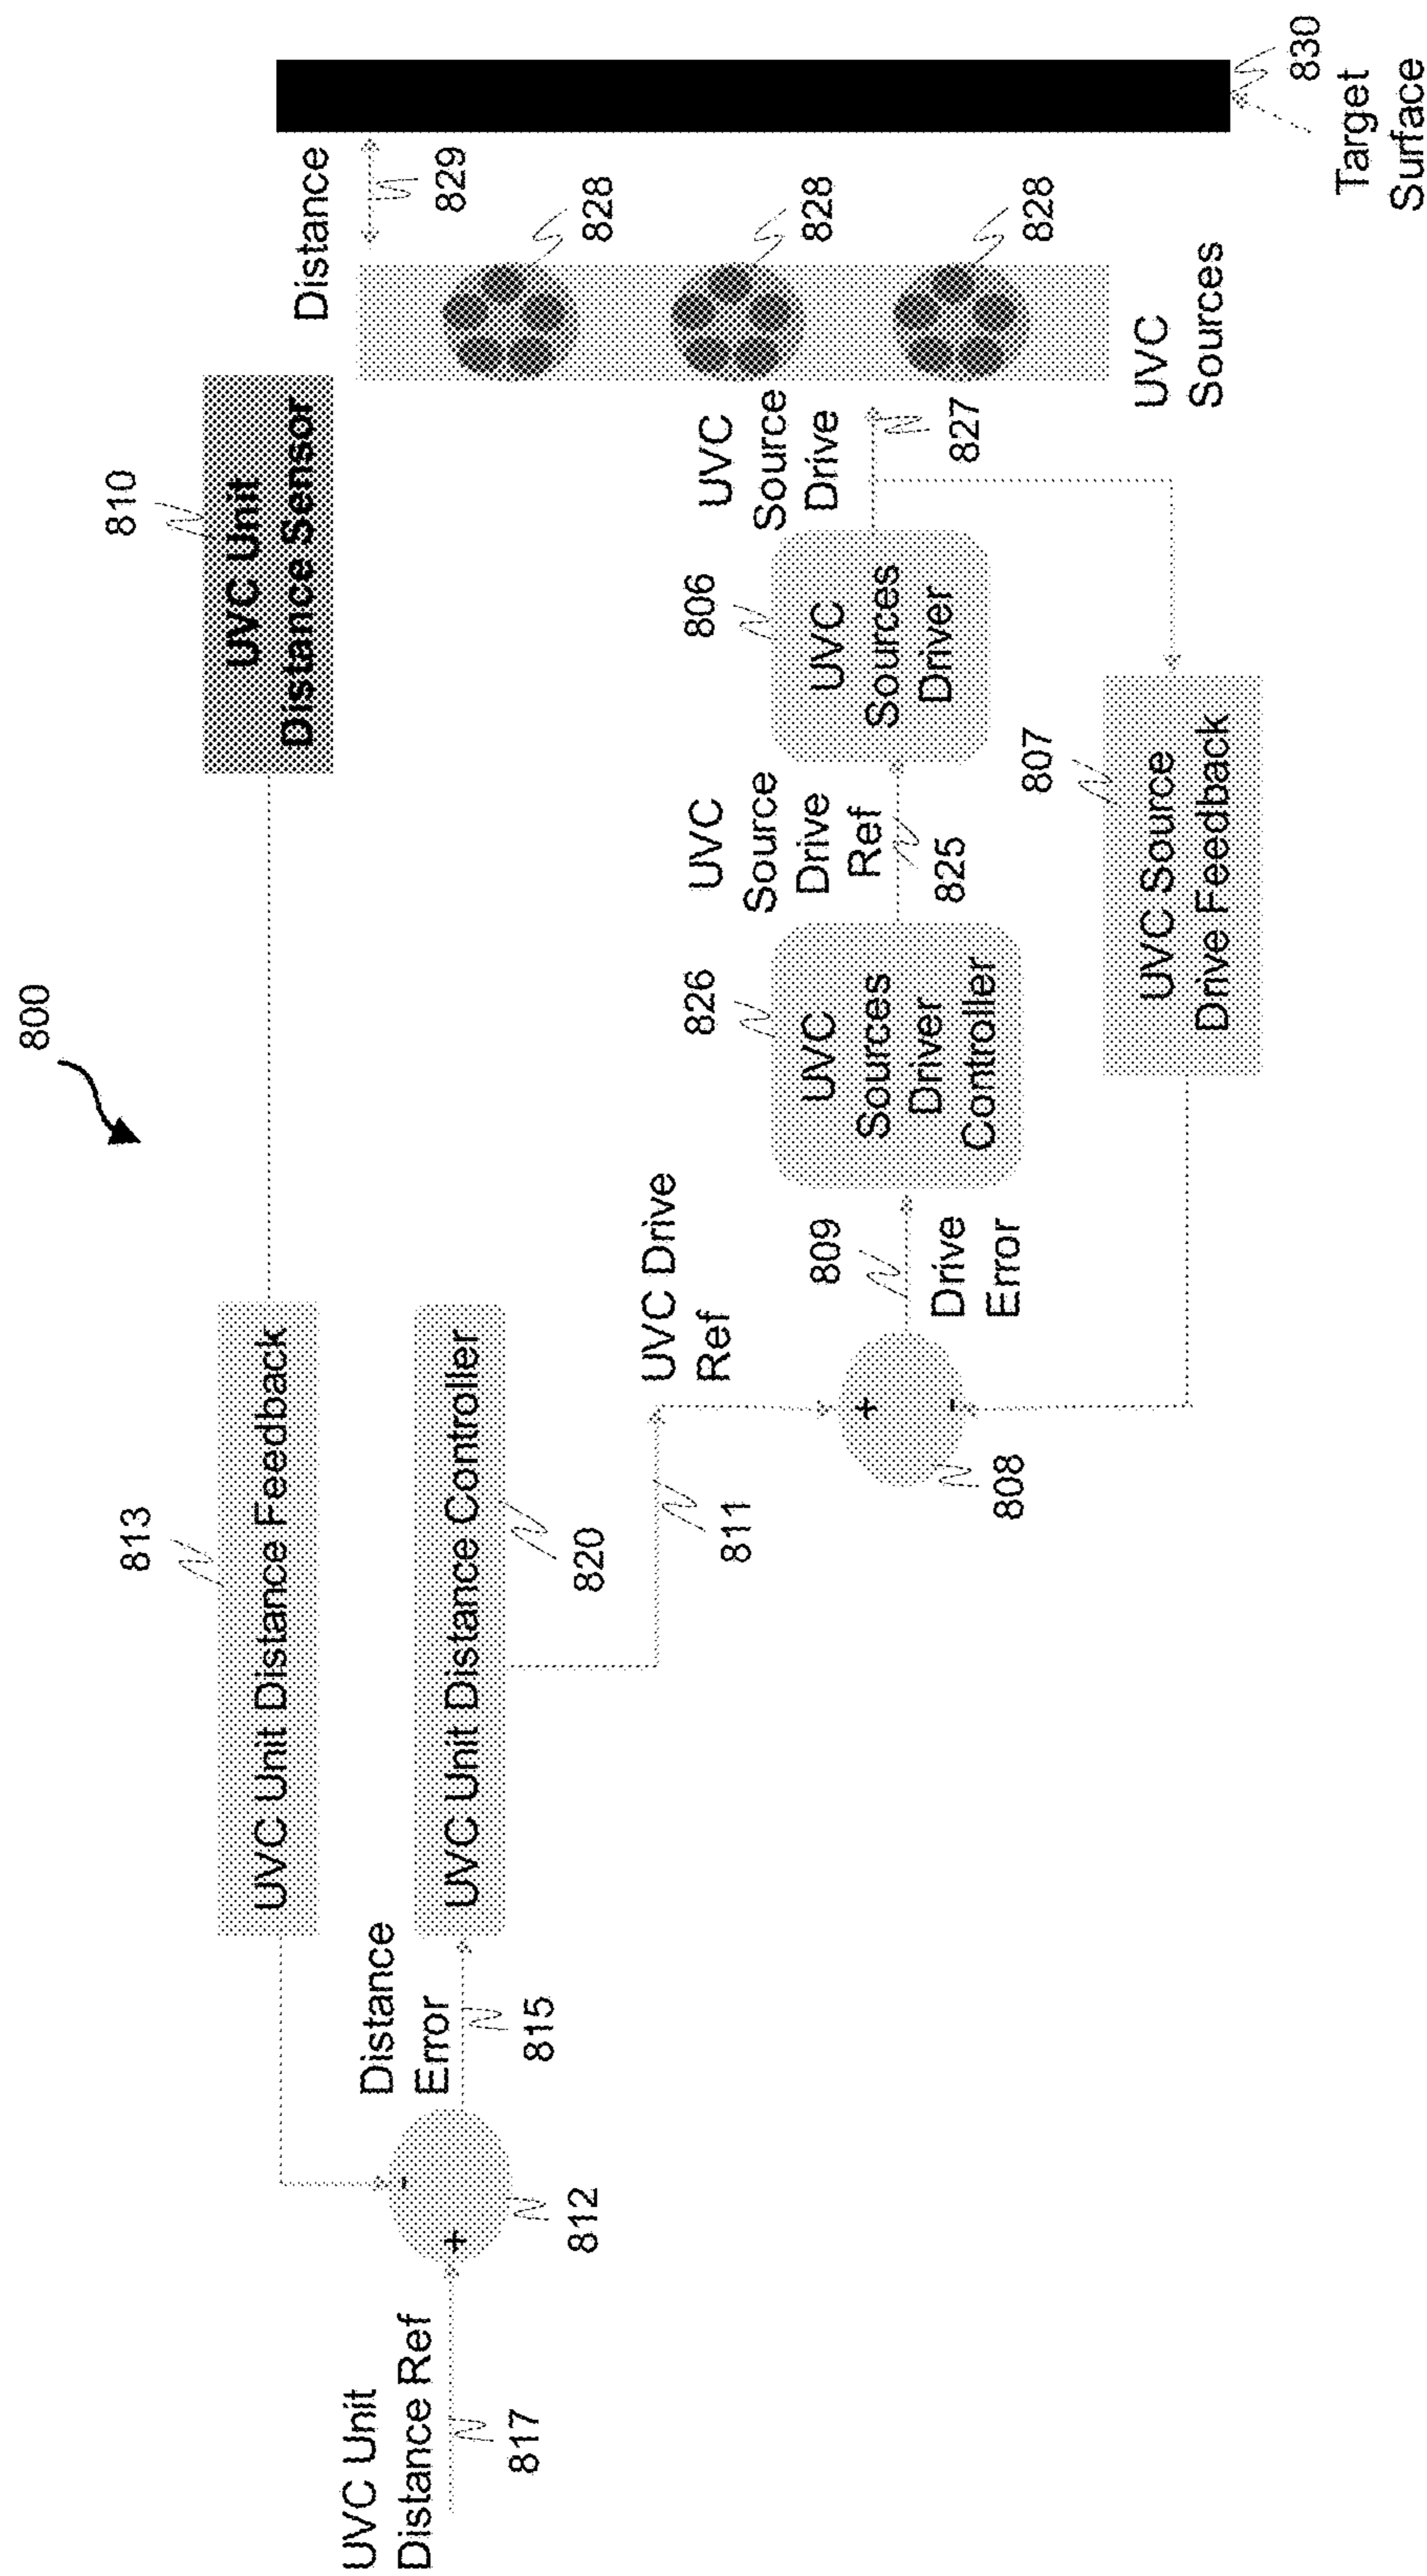 800
813
810
UVC Unit Distance Feedback
UVC Unit
Distance Sensor
UVC Unit
Distance Ref
817
+
-
812
Distance
Error
815
UVC Unit Distance Controller
820
Distance
829
811
UVC Drive
Ref
+
-
808
809
Drive
Error
826
UVC
Sources
Driver
Controller
UVC
Source
Drive
Ref
825
806
UVC
Sources
Driver
UVC
Source
Drive
827
807
UVC Source
Drive Feedback
828
828
828
UVC
Sources
830
Target
Surface